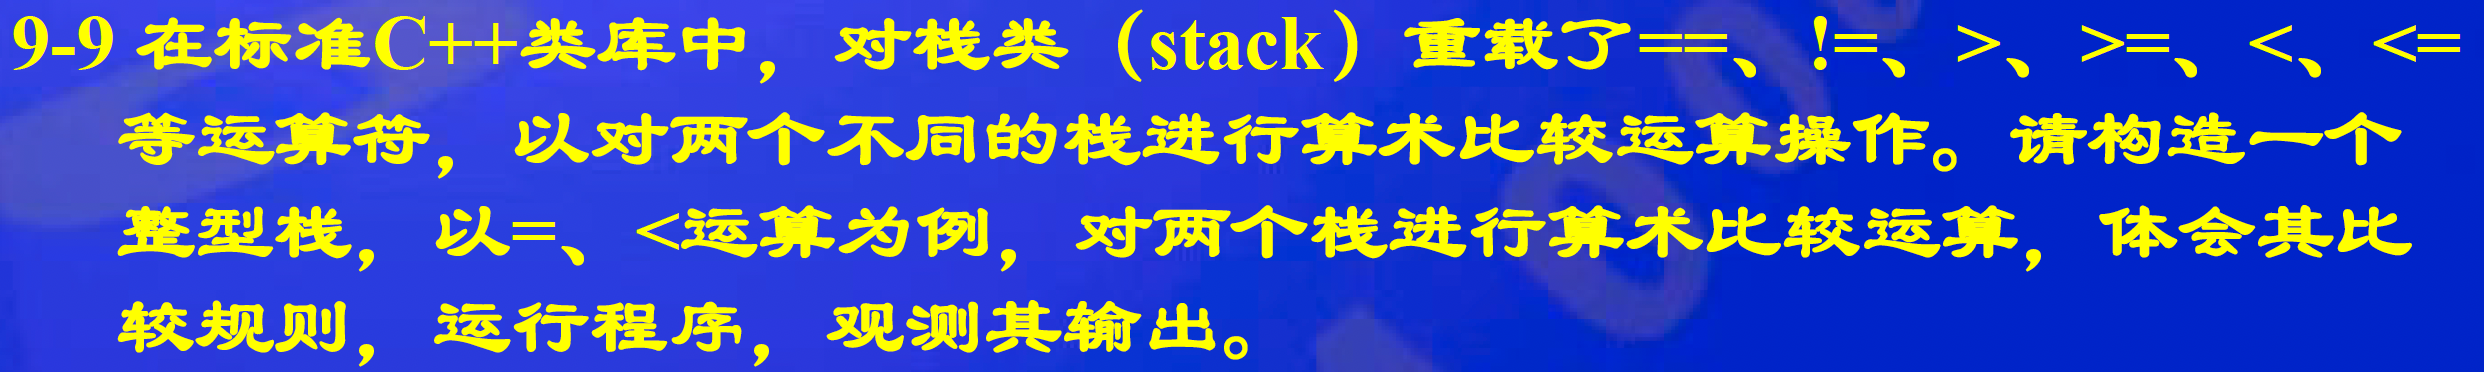 9-9 在标准C++类库中，对栈类（stack）重载了==、!=、>、>=、<、<=
等运算符，以对两个不同的栈进行算术比较运算操作。请构造一个
整型栈，以=、<运算为例，对两个栈进行算术比较运算，体会其比
较规则，运行程序，观测其输出。